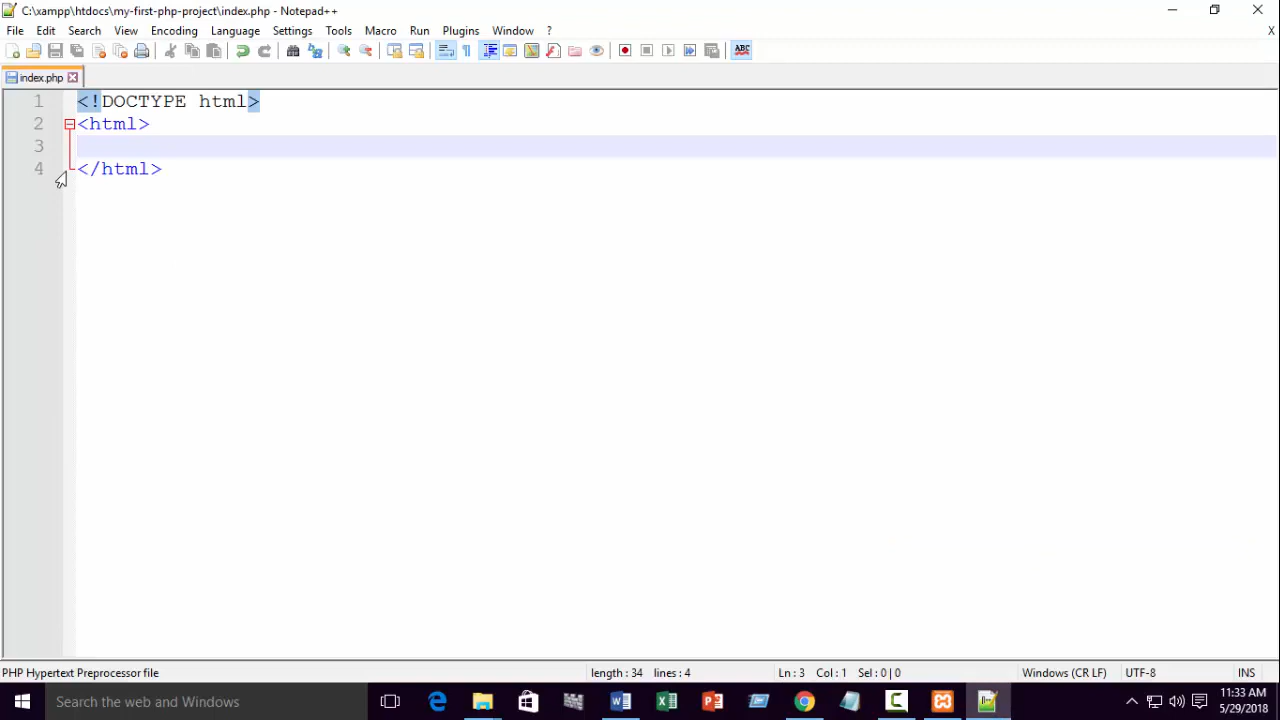 C:\xampp\htdocs\my-first-php-project\index.php - Notepad++
File Edit Search View Encoding Language Settings Tools Macro Run Plugins Window ? X
ABC
index.php
1 <!DOCTYPE html>
2 <html>
3
4 </html>
PHP Hypertext Preprocessor file length : 34 lines : 4 Ln : 3 Col : 1 Sel : 0 | 0 Windows (CR LF) UTF-8 INS
Search the web and Windows
11:33 AM
5/29/2018